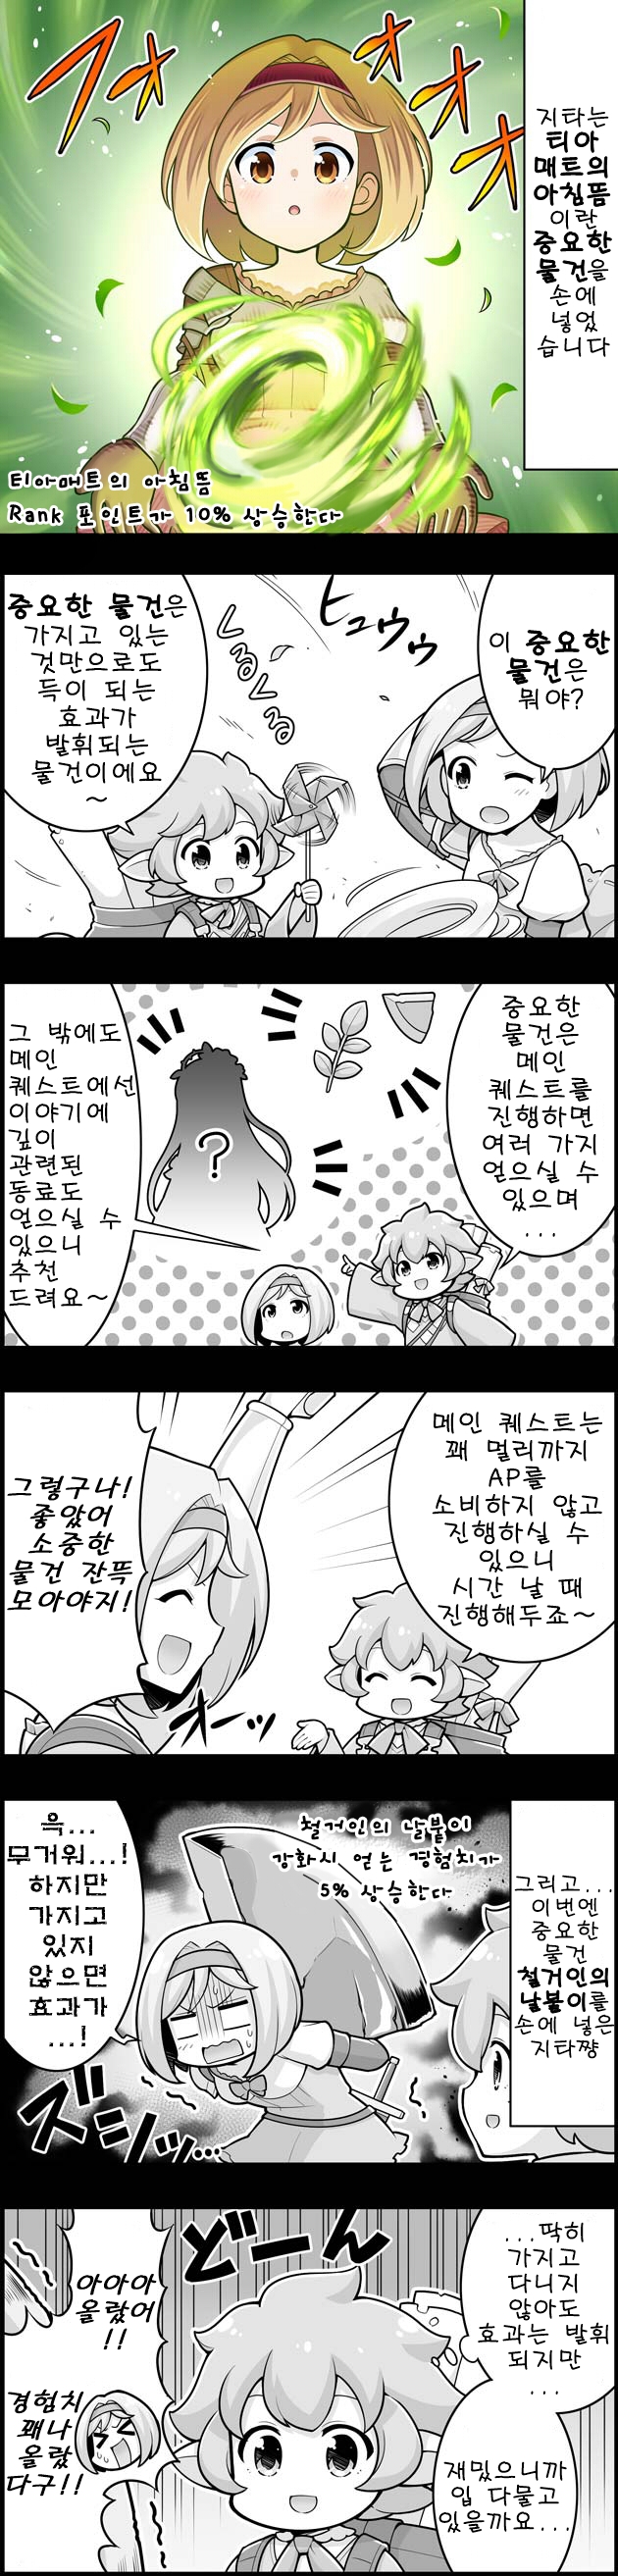 지타는
티아
매트의
아침뜸
이란
중요한
물건을
손에
넣었
습니다
フォ
オ
オ
オ
티아매트의 아침뜸
Rank 포인트가 10% 상승한다
이 중요한
물건은
뭐야?
ヒュウゥ
くるくる
중요한 물건은
가지고 있는
것만으로도
득이 되는
효과가
발휘되는
물건이에요
~
중요한
물건은
메인
퀘스트를
진행하면
여러 가지
얻으실 수
있으며
...
?
그 밖에도
메인
퀘스트에선
이야기에
깊이
관련된
동료도
얻으실 수
있으니
추천
드려요~
메인 퀘스트는
꽤 멀리까지
AP를
소비하지 않고
진행하실 수
있으니
시간 날 때
진행해두죠~
그렇구나!
좋았어
소중한
물건 잔뜩
모아야지!
オーッ
그리고...
이번엔
중요한
물건
철거인의
날붙이를
손에 넣은
지타쨩
철거인의 날붙이
강화시 얻는 경험치가
5% 상승한다
윽...
무거워...!
하지만
가지고
있지
않으면
효과가
...!
ズシッ...
...딱히
가지고
다니지
않아도
효과는 발휘
되지만
...
どーん
아아아
올랐어
!!
경험치
꽤나
올랐
다구!!
재밌으니까
입 다물고
있을까요...